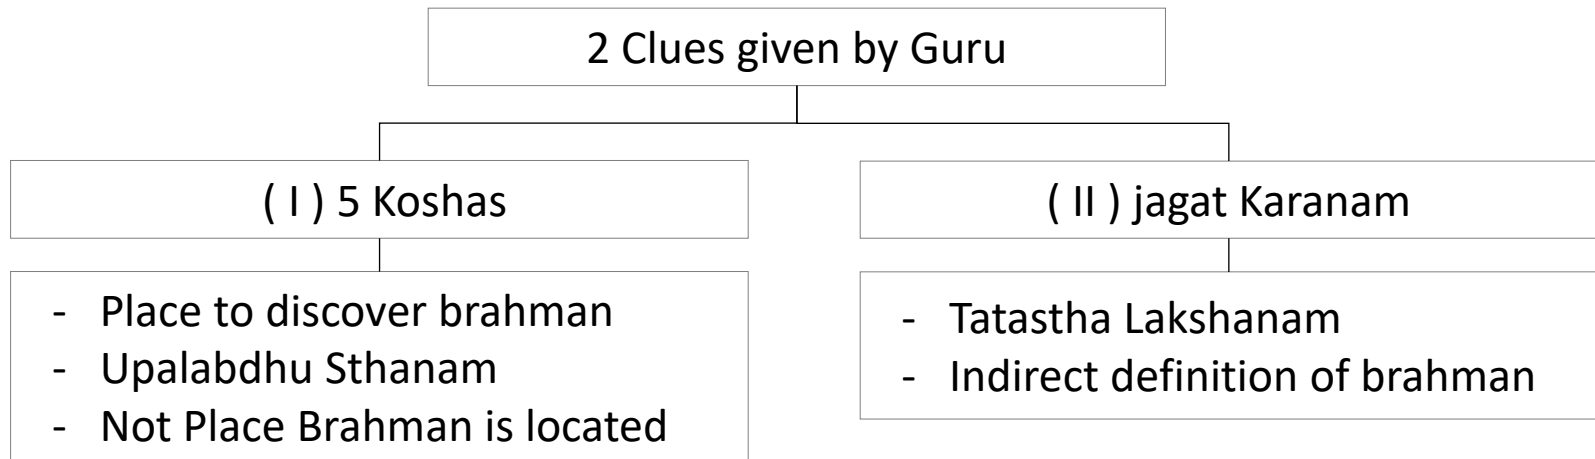 2 Clues given by Guru
( I ) 5 Koshas
- Place to discover brahman
- Upalabdhu Sthanam
- Not Place Brahman is located
( II ) jagat Karanam
- Tatastha Lakshanam
- Indirect definition of brahman